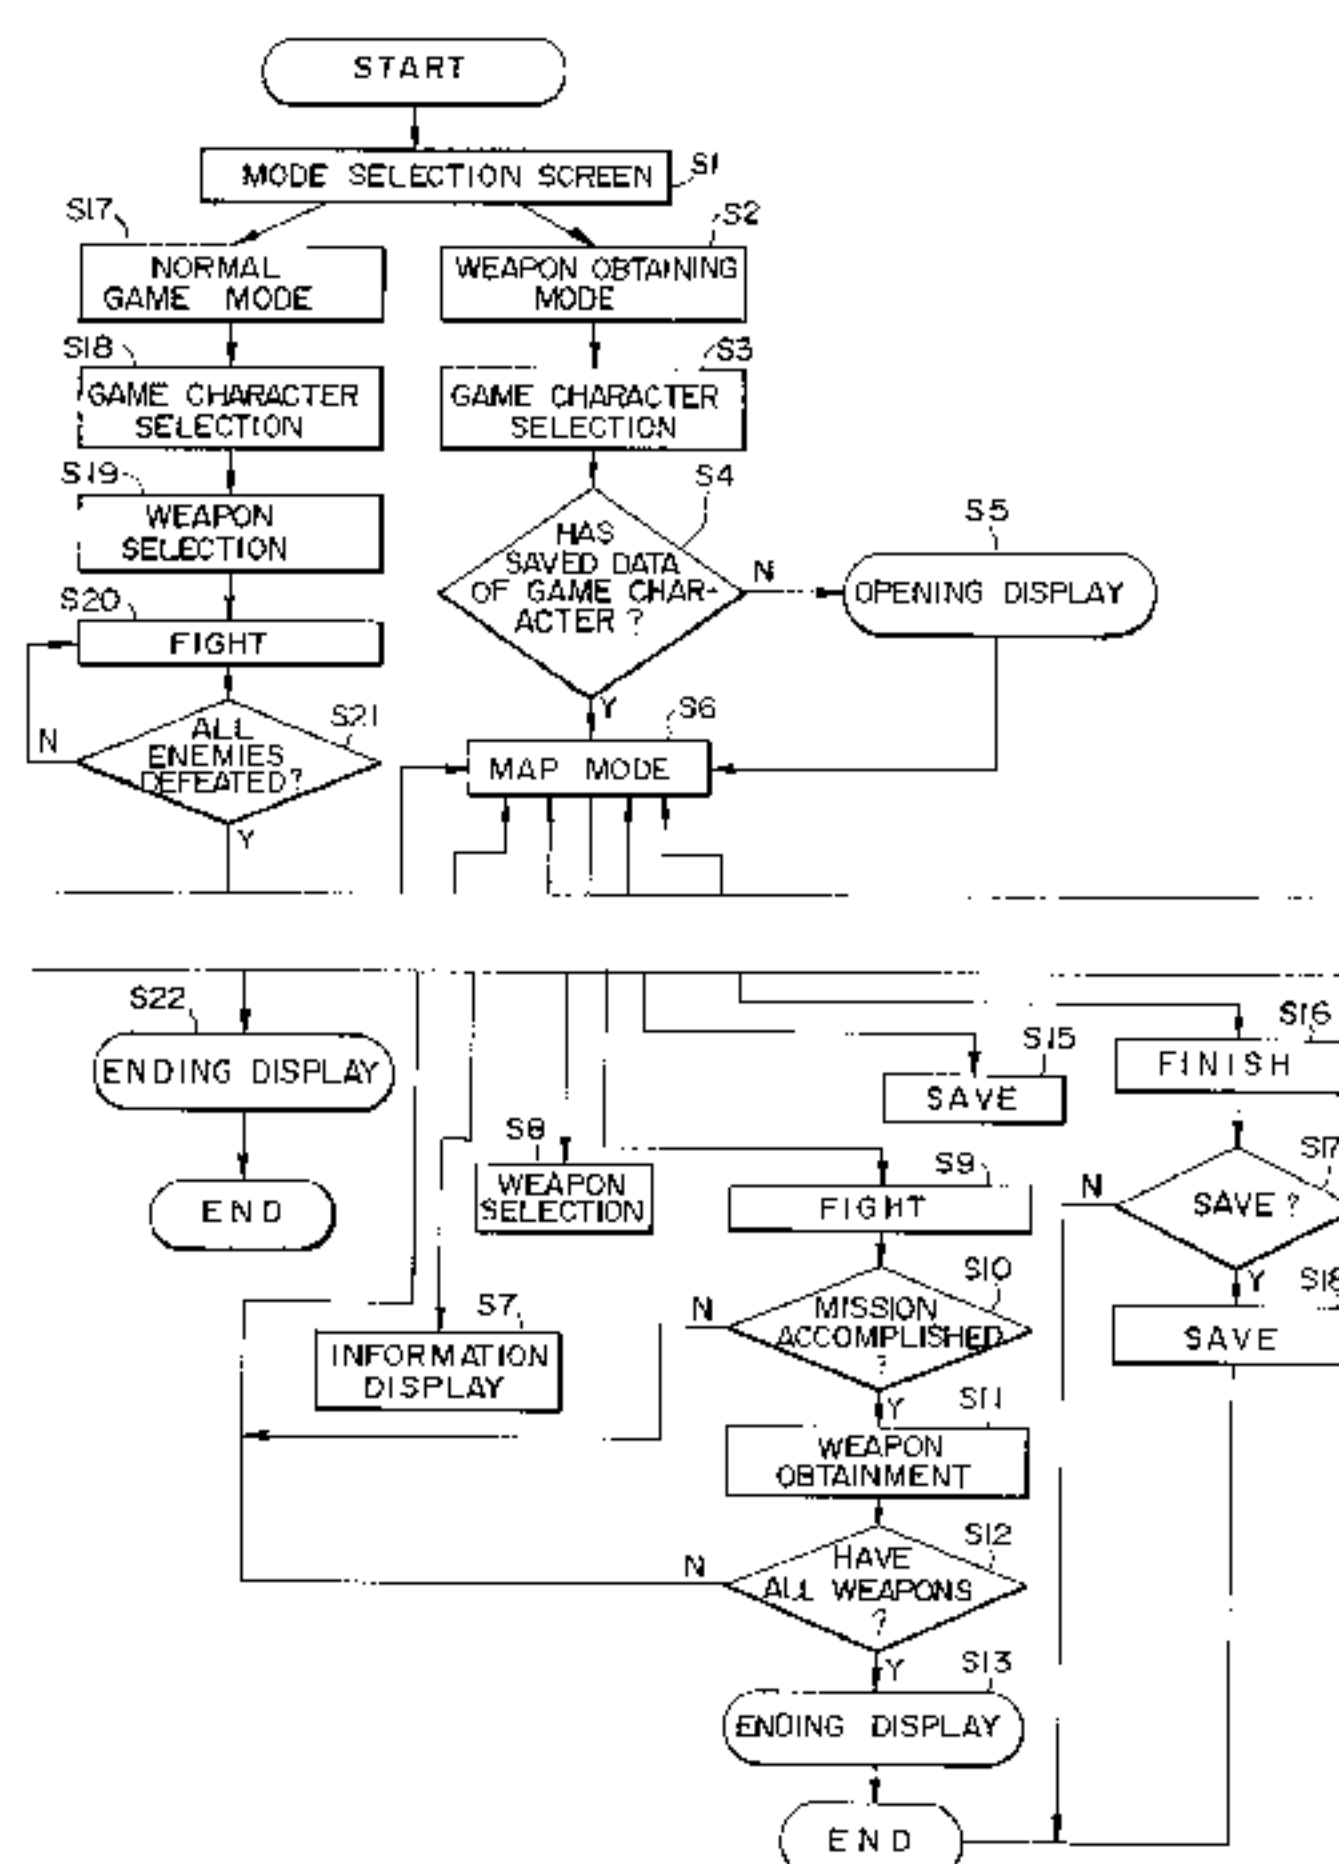 START
MODE SELECTION SCREEN
S1
S17
NORMAL
GAME MODE
S2
WEAPON OBTAINING
MODE
S18
GAME CHARACTER
SELECTION
S3
GAME CHARACTER
SELECTION
S19
WEAPON
SELECTION
S4
HAS
SAVED DATA
OF GAME CHAR-
ACTER ?
N
S5
OPENING DISPLAY
S20
FIGHT
Y
S6
MAP MODE
S21
ALL
ENEMIES
DEFEATED?
N
Y
S22
ENDING DISPLAY
END
S16
FINISH
S15
SAVE
S8
WEAPON
SELECTION
S9
FIGHT
S17
SAVE ?
N
Y
S18
SAVE
S7
INFORMATION
DISPLAY
S10
MISSION
ACCOMPLISHED
?
N
Y
S11
WEAPON
OBTAINMENT
S12
HAVE
ALL WEAPONS
?
N
Y
S13
ENDING DISPLAY
END